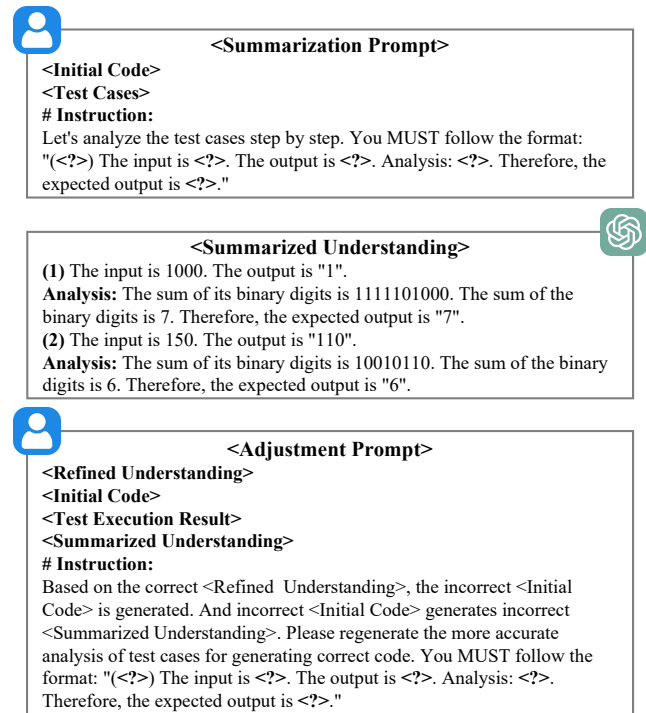 <Summarization Prompt>
<Initial Code>
<Test Cases>
# Instruction:
Let's analyze the test cases step by step. You MUST follow the format:
"(<?>) The input is <?>. The output is <?>. Analysis: <?>. Therefore, the
expected output is <?>."
<Summarized Understanding>
(1) The input is 1000. The output is "1".
Analysis: The sum of its binary digits is 1111101000. The sum of the
binary digits is 7. Therefore, the expected output is "7".
(2) The input is 150. The output is "110".
Analysis: The sum of its binary digits is 10010110. The sum of the binary
digits is 6. Therefore, the expected output is "6".
<Adjustment Prompt>
<Refined Understanding>
<Initial Code>
<Test Execution Result>
<Summarized Understanding>
# Instruction:
Based on the correct <Refined Understanding>, the incorrect <Initial
Code> is generated. And incorrect <Initial Code> generates incorrect
<Summarized Understanding>. Please regenerate the more accurate
analysis of test cases for generating correct code. You MUST follow the
format: "(<?>) The input is <?>. The output is <?>. Analysis: <?>.
Therefore, the expected output is <?>."